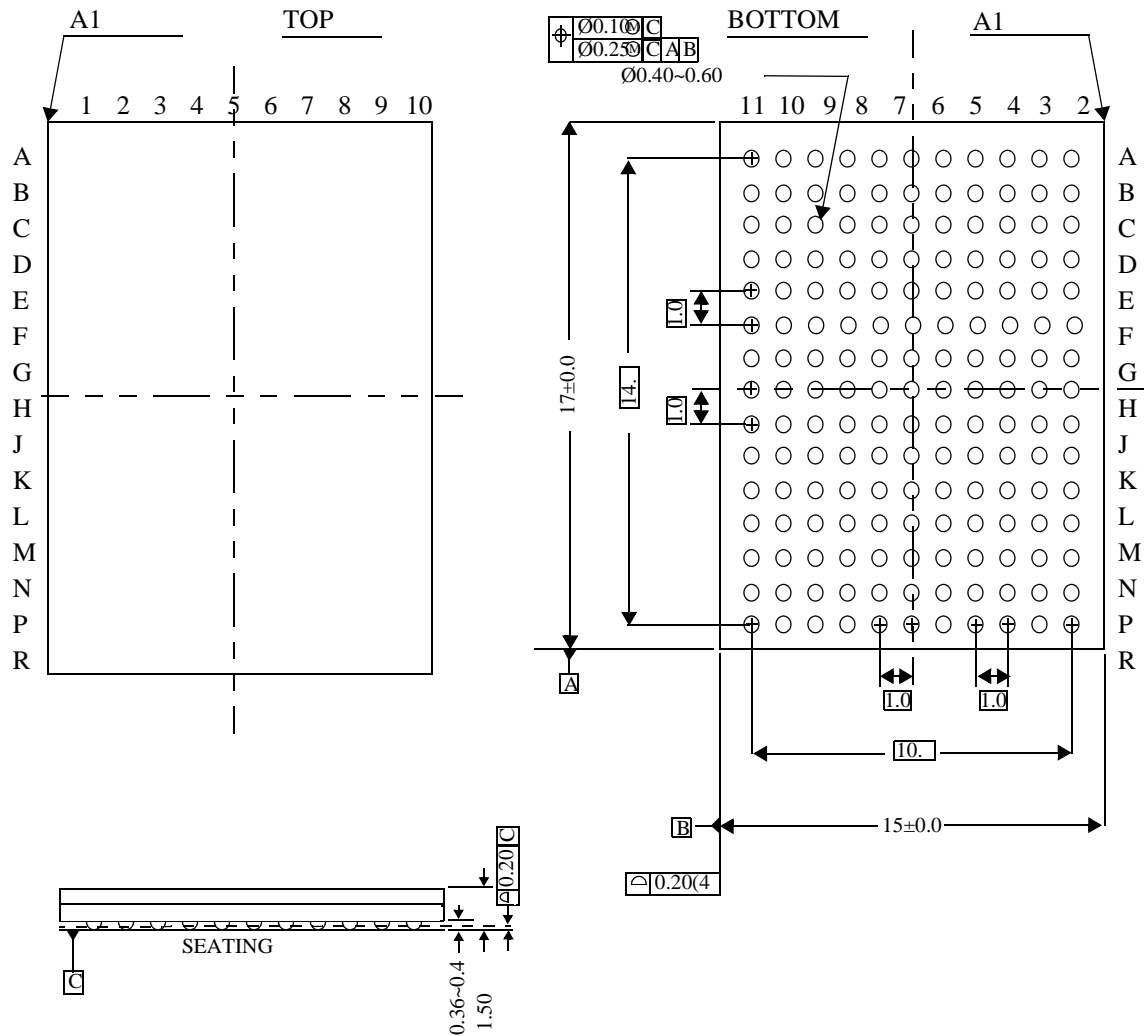 A1
TOP
Ø0.10Ⓜ C
Ø0.25Ⓜ C A B
Ø0.40~0.60
BOTTOM
A1
1 2 3 4 5 6 7 8 9 10
11 10 9 8 7 6 5 4 3 2
A
B
C
D
E
F
G
H
J
K
L
M
N
P
R
17±0.0
14.
1.0
1.0
A
B
C
D
E
F
G
H
J
K
L
M
N
P
R
A
1.0
1.0
10.
B
15±0.0
0.20(4
0.20 C
SEATING
C
0.36~0.4
1.50